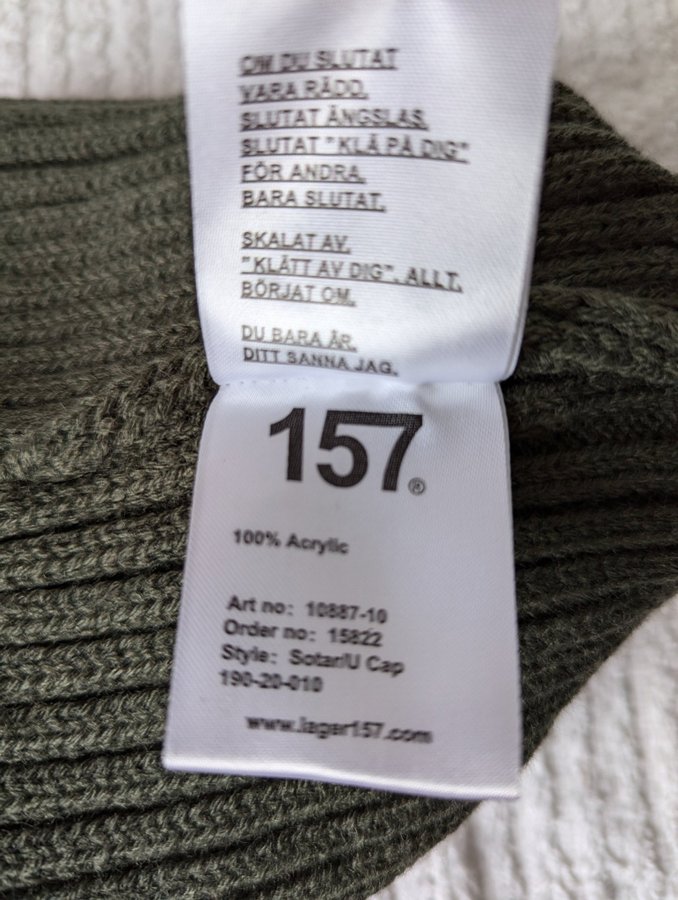 OM DU SLUTAT
VARA RÄDD.
SLUTAT ÄNGSLAS.
SLUTAT "KLÄ PÅ DIG"
FÖR ANDRA.
BARA SLUTAT.
SKALAT AV.
"KLÄTT AV DIG". ALLT.
BÖRJAT OM.
DU BARA ÄR.
DITT SANNA JAG.
157®
100% Acrylic
Art no: 10887-10
Order no: 15822
Style: Sotar/U Cap
190-20-010
www.lager157.com